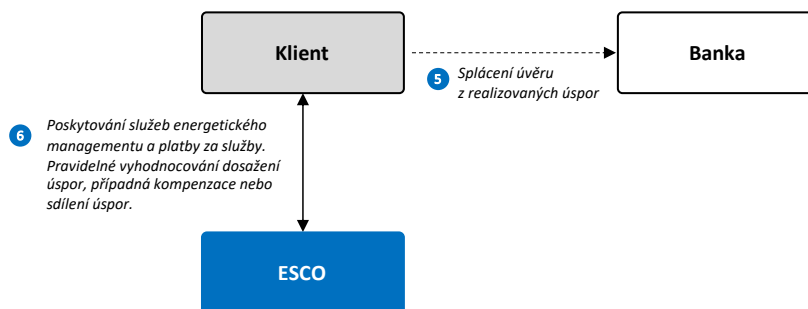 Klient
Banka
5 Splácení úvěru
z realizovaných úspor
6 Poskytování služeb energetického
managementu a platby za služby.
Pravidelné vyhodnocování dosažení
úspor, případná kompenzace nebo
sdílení úspor.
ESCO